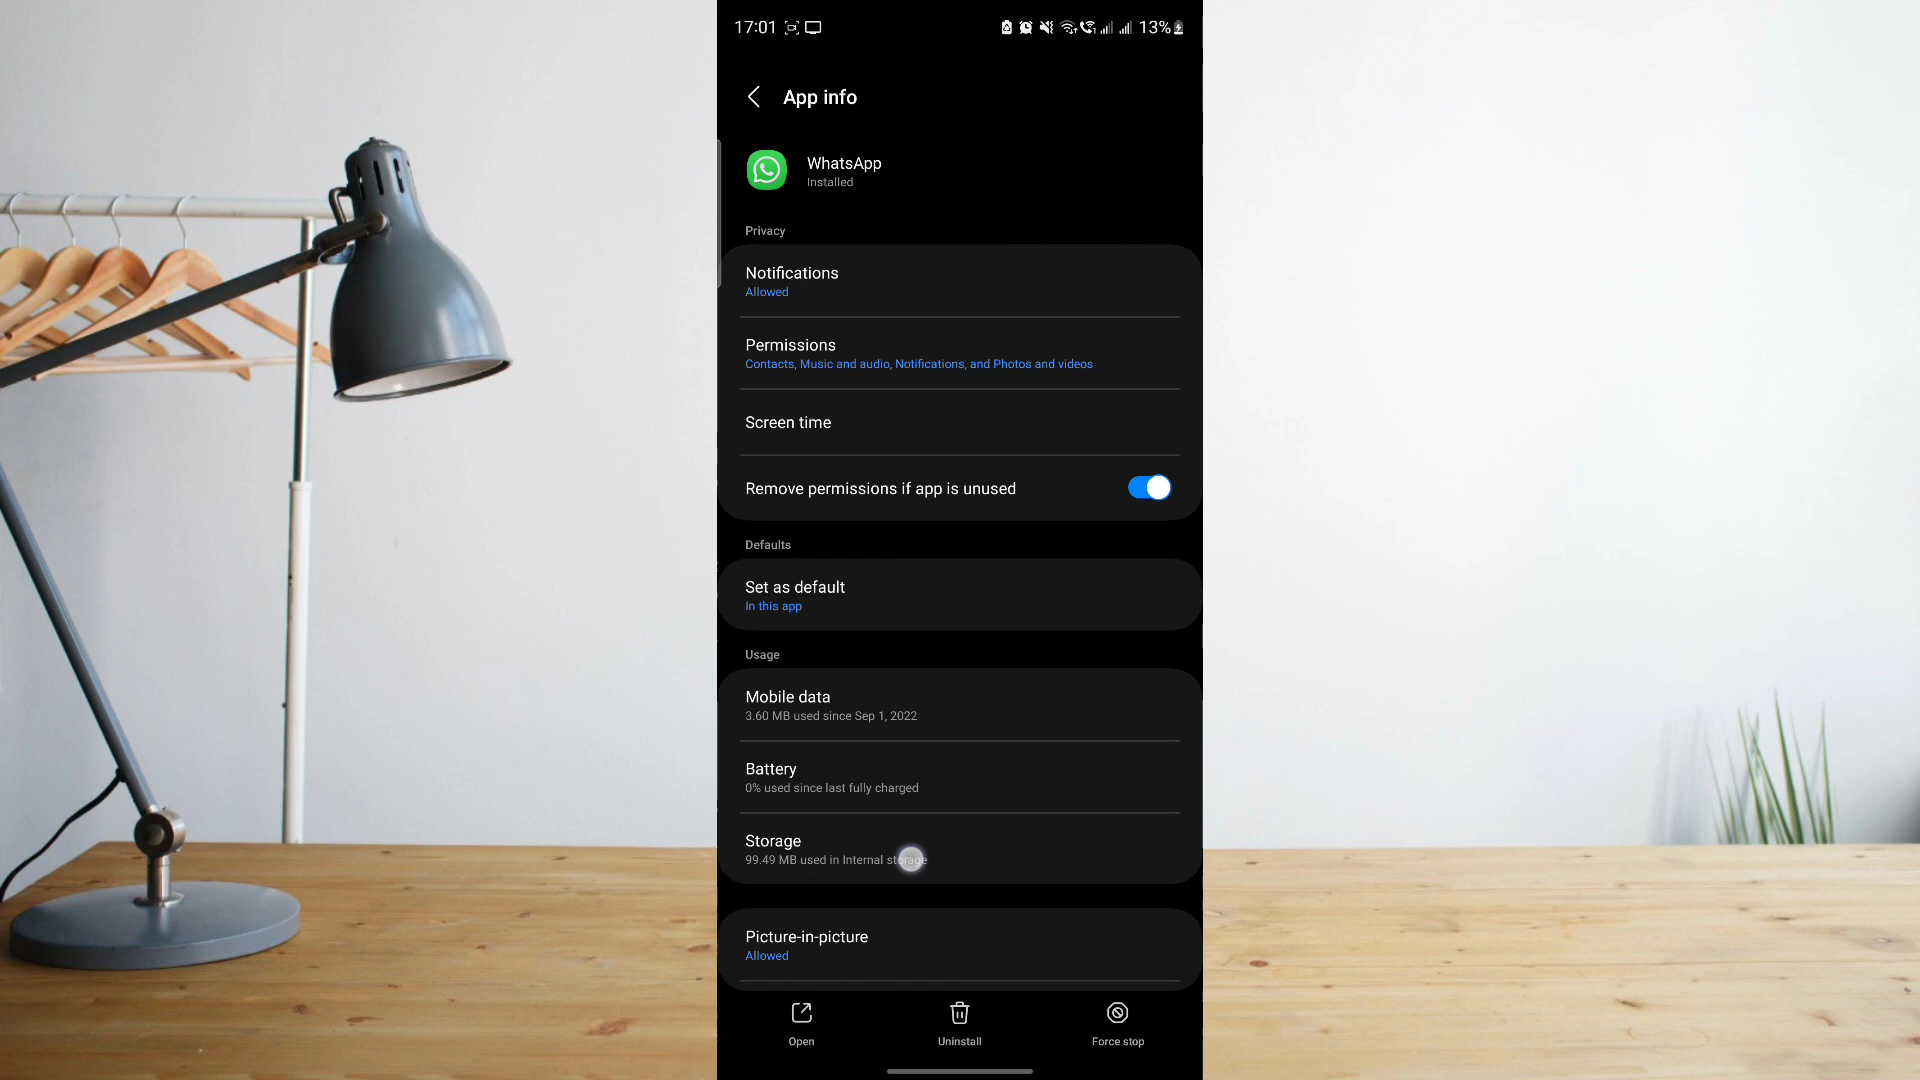 17:01
13%
App info
WhatsApp
Installed
Privacy
Notifications
Allowed
Permissions
Contacts, Music and audio, Notifications, and Photos and videos
Screen time
Remove permissions if app is unused
Defaults
Set as default
In this app
Usage
Mobile data
3.60 MB used since Sep 1, 2022
Battery
0% used since last fully charged
Storage
99.49 MB used in Internal storage
Picture-in-picture
Allowed
Open
Uninstall
Force stop